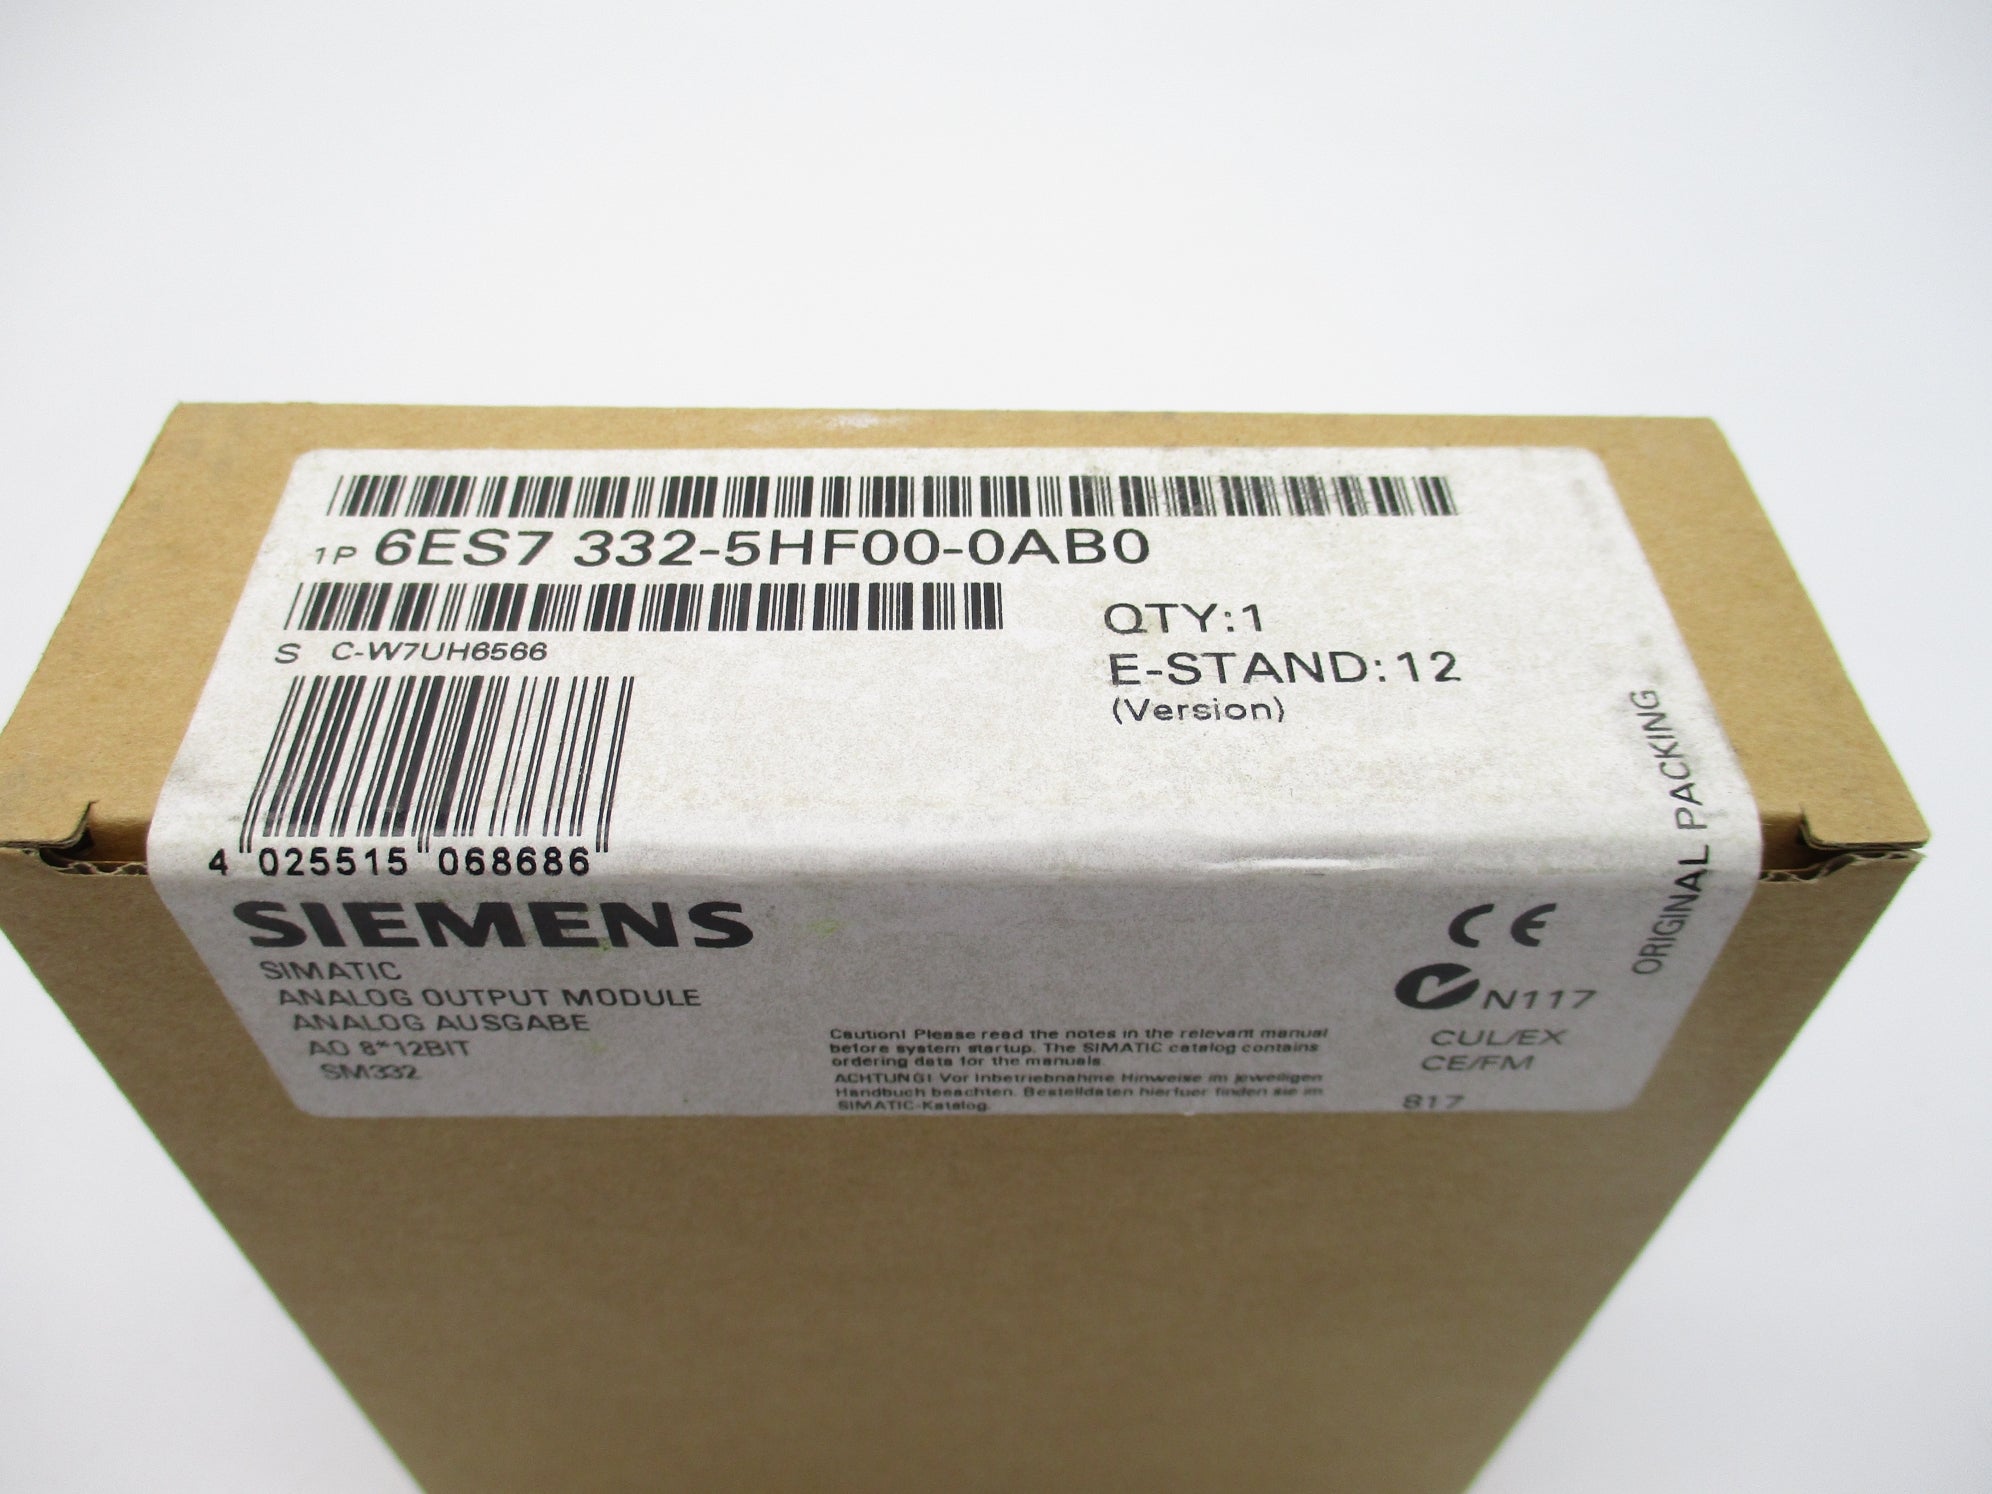 1P 6ES7 332-5HF00-0AB0
S C-W7UH6566
QTY:1
E-STAND:12
(Version)
4 025515 068686
ORIGINAL PACKING
SIEMENS
SIMATIC
ANALOG OUTPUT MODULE
ANALOG AUSGABE
AO 8*12BIT
SM332
Caution! Please read the notes in the relevant manual
before system startup. The SIMATIC catalog contains
ordering data for the manuals.
ACHTUNG! Vor Inbetriebnahme Hinweise im jeweiligen
Handbuch beachten. Bestelldaten hierfuer finden sie im
SIMATIC-Katalog.
CE
N117
CUL/EX
CE/FM
817